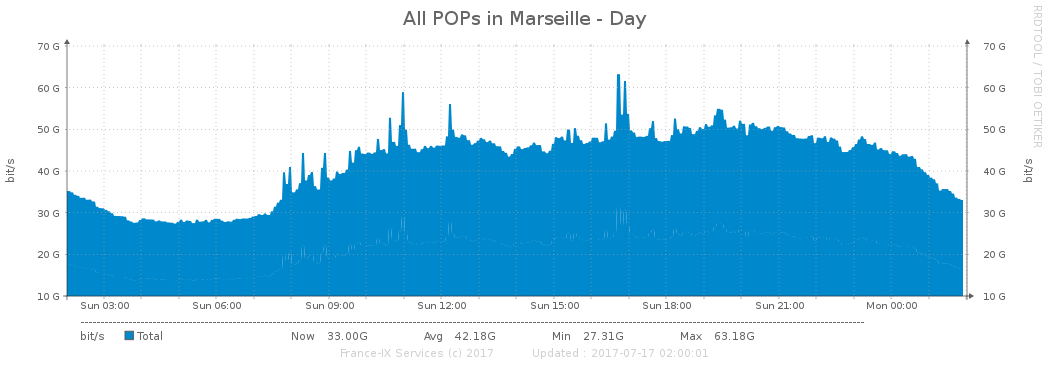 All POPs in Marseille - Day
RRDTOOL / TOBI OETIKER
70 G 70 G
60 G 60 G
50 G 50 G
40 G 40 G
30 G 30 G
20 G 20 G
10 G 10 G
bit/s bit/s
Sun 03:00 Sun 06:00 Sun 09:00 Sun 12:00 Sun 15:00 Sun 18:00 Sun 21:00 Mon 00:00
bit/s Total Now 33.00G Avg 42.18G Min 27.31G Max 63.18G
France-IX Services (c) 2017 Updated : 2017-07-17 02:00:01